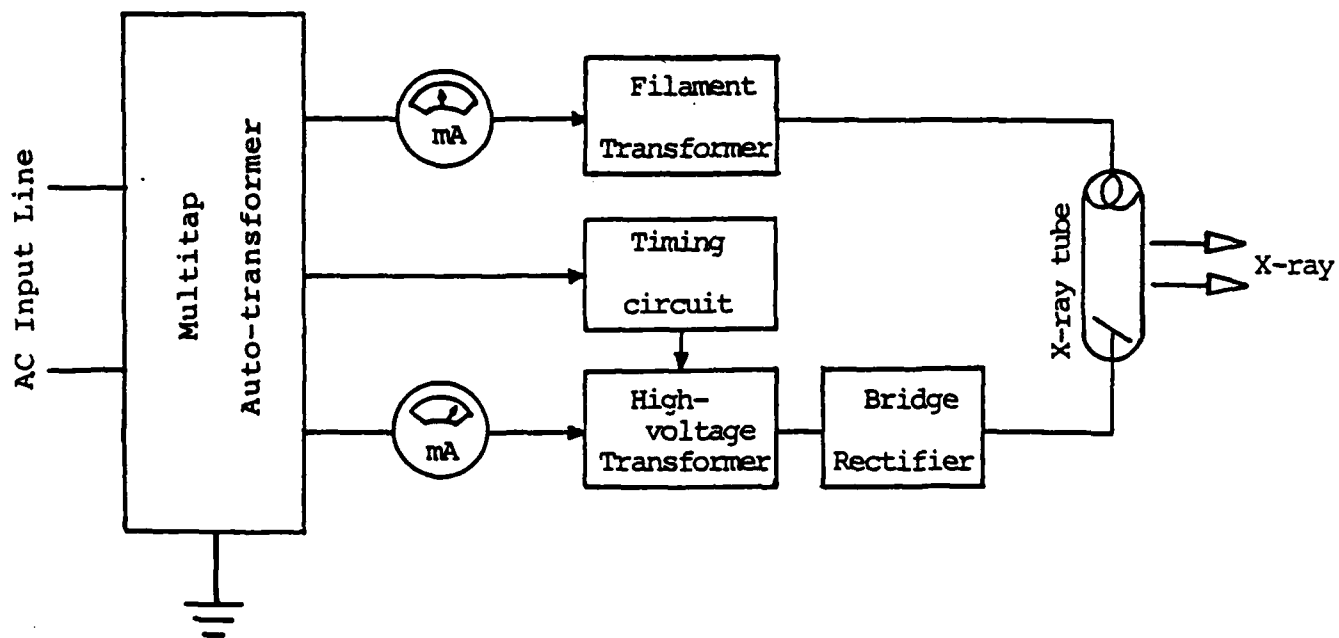 AC Input Line
Multitap
Auto-transformer
mA
Filament
Transformer
Timing
circuit
mA
High-
voltage
Transformer
Bridge
Rectifier
X-ray tube
X-ray